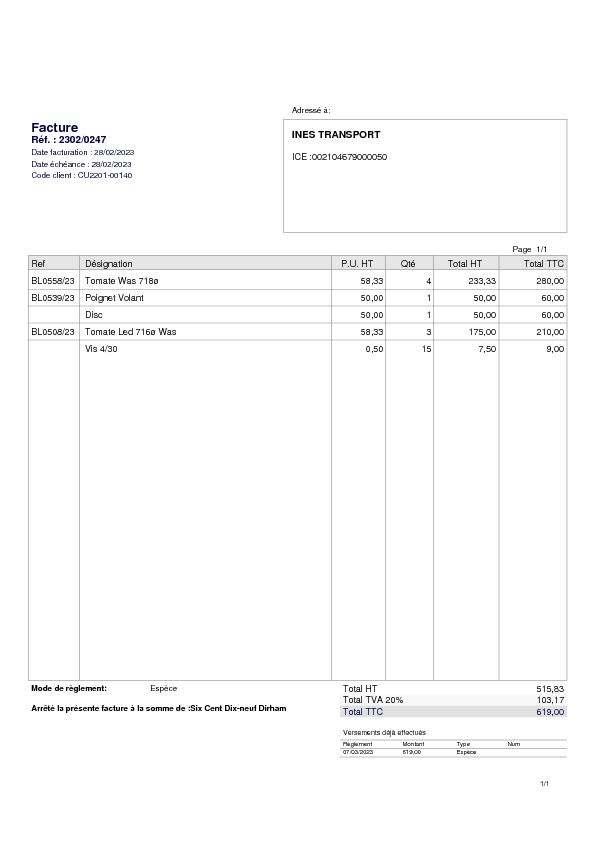 Adressé à:
Facture
Réf. : 2302/0247
Date facturation : 28/02/2023
Date échéance : 28/02/2023
Code client : CU2201-00140
INES TRANSPORT
ICE :002104679000050
Page 1/1
Ref Désignation P.U. HT Qté Total HT Total TTC
BL0558/23 Tomate Was 718ø 58,33 4 233,33 280,00
BL0539/23 Poignet Volant 50,00 1 50,00 60,00
Disc 50,00 1 50,00 60,00
BL0508/23 Tomate Led 716ø Was 58,33 3 175,00 210,00
Vis 4/30 0,50 15 7,50 9,00
Mode de règlement: Espèce
Arrêté la présente facture à la somme de :Six Cent Dix-neuf Dirham
Total HT 515,83
Total TVA 20% 103,17
Total TTC 619,00
Versements déjà effectués
Règlement Montant Type Num
07/03/2023 619,00 Espèce
1/1